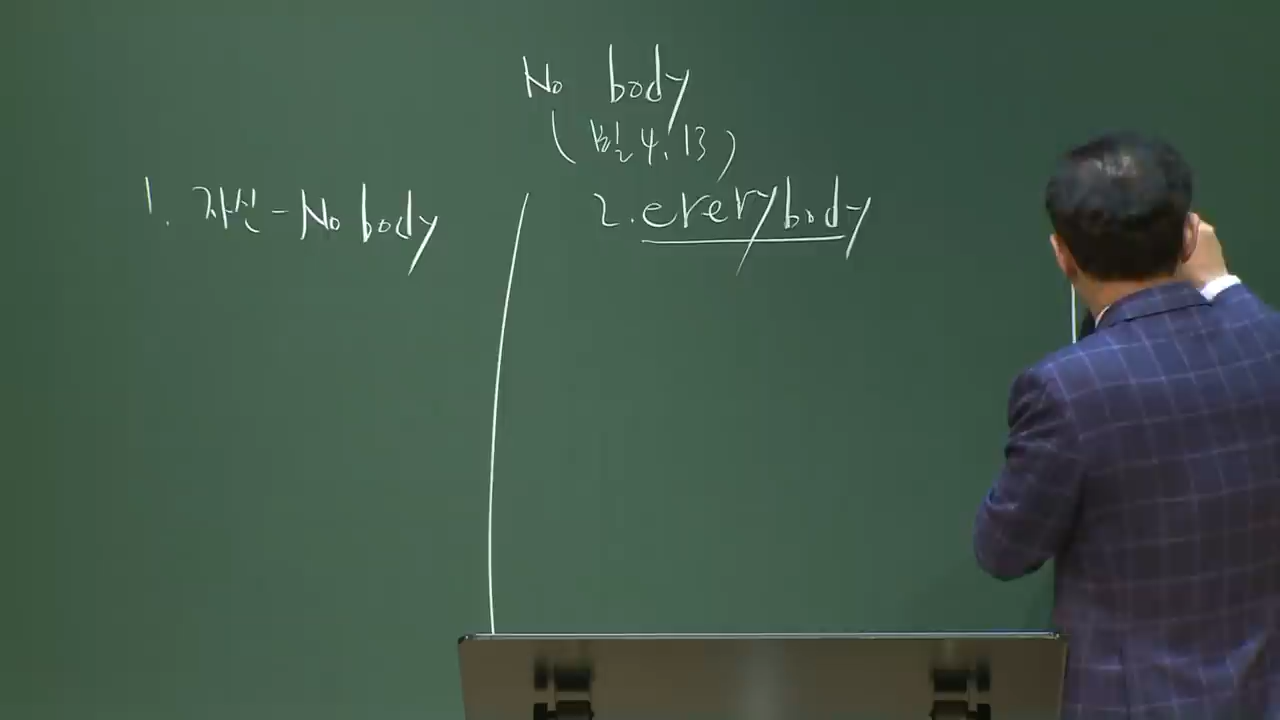 No body
(빌 4, 13)
1. 자신 - No body
2. everybody